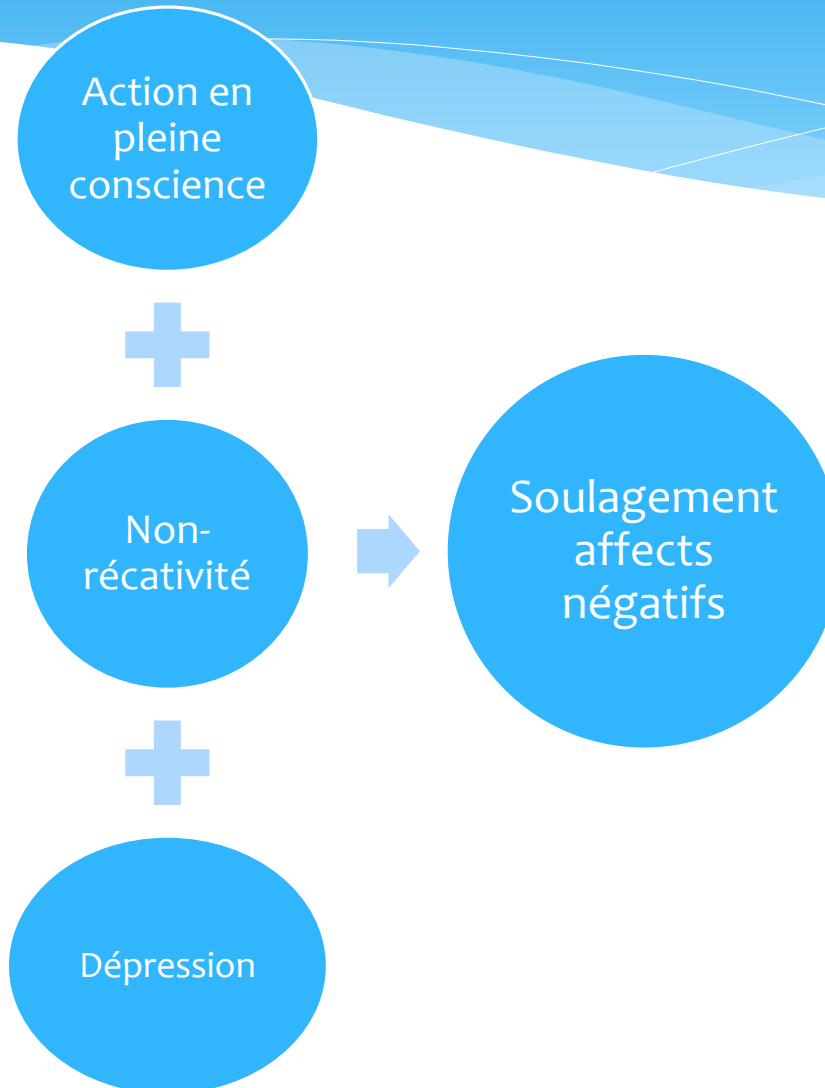 Action en
pleine
conscience
Non-
récativité
Soulagement
affects
négatifs
Dépression